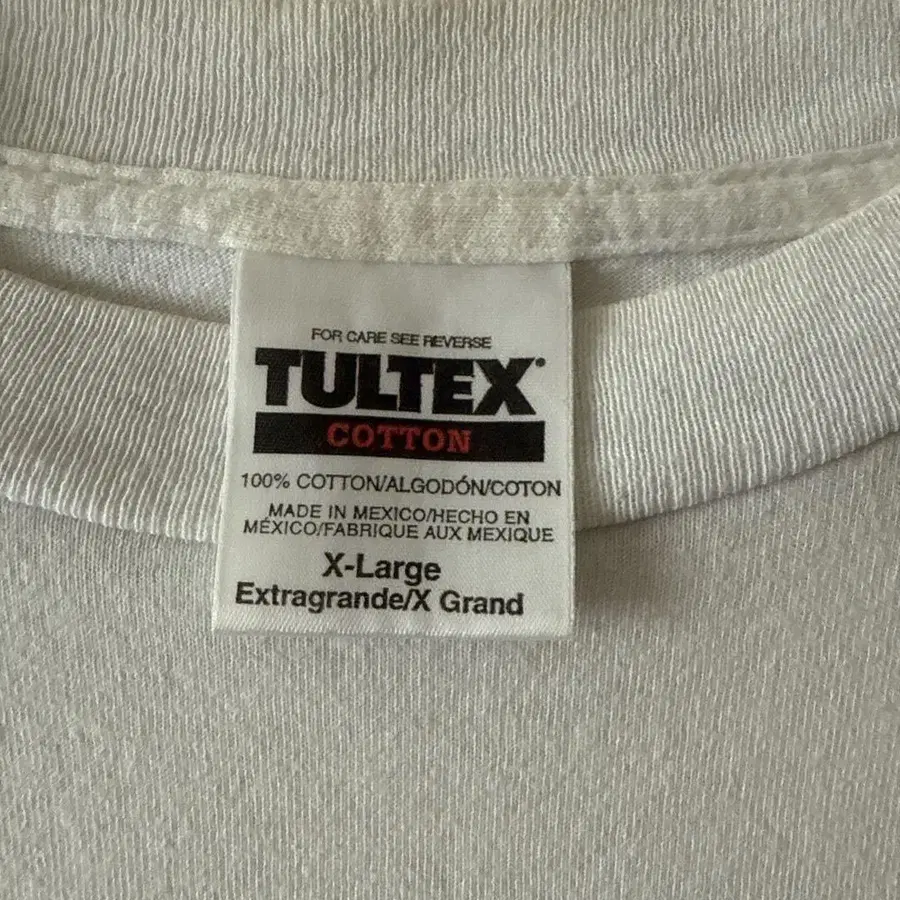 FOR CARE SEE REVERSE
TULTEX
COTTON
100% COTTON/ALGODÓN/COTON
MADE IN MEXICO/HECHO EN
MÉXICO/FABRIQUE AUX MEXIQUE
X-Large
Extragrande/X Grand